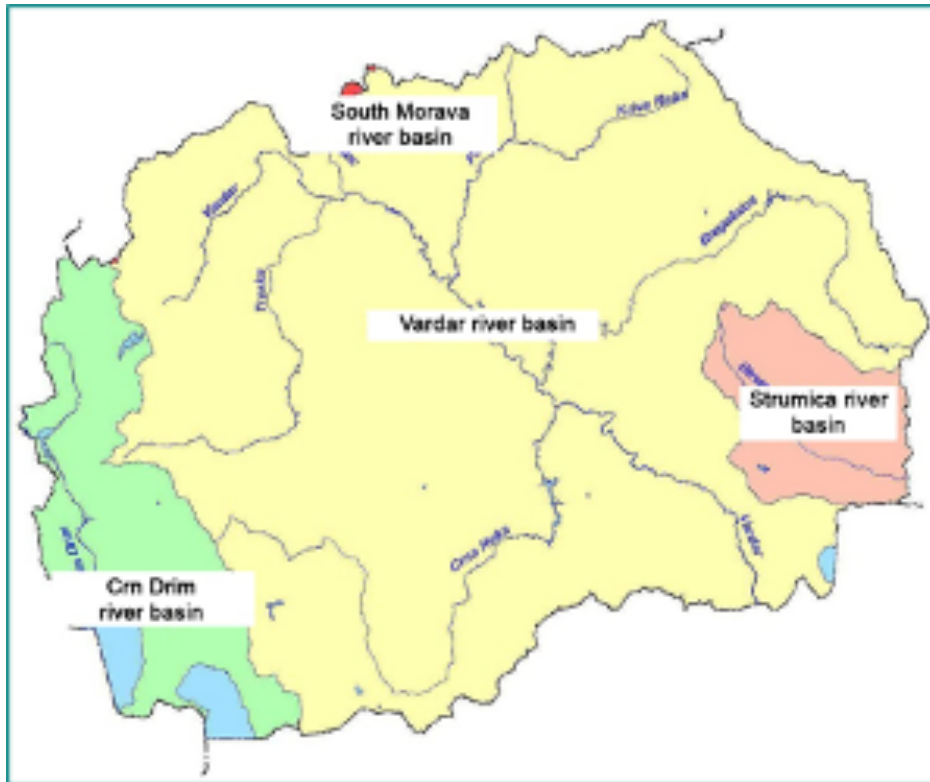 South Morava
river basin
Kriva Reka
Vardar
Bregalnica
Treska
Vardar river basin
Strumica river
basin
Vardar
Crna Reka
Crn Drim
river basin